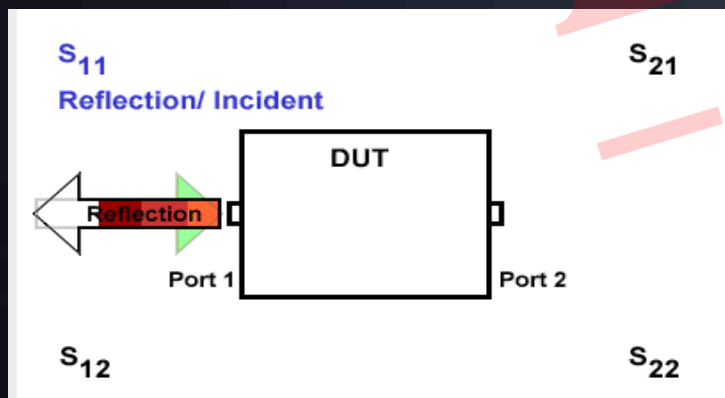 S11
S21
Reflection/ Incident
DUT
Reflection
Port 1
Port 2
S12
S22